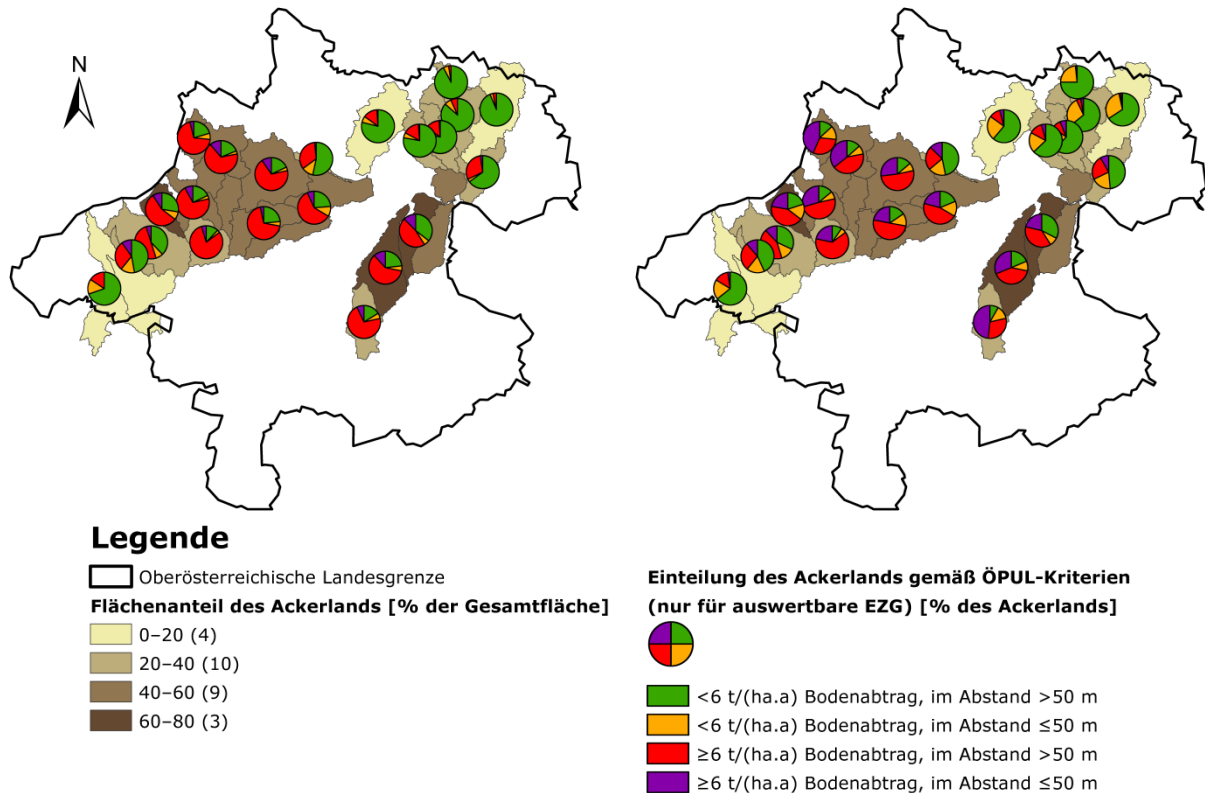 N
Legende
Oberösterreichische Landesgrenze
Flächenanteil des Ackerlands [% der Gesamtfläche]
0–20 (4)
20–40 (10)
40–60 (9)
60–80 (3)
Einteilung des Ackerlands gemäß ÖPUL-Kriterien
(nur für auswertbare EZG) [% des Ackerlands]
<6 t/(ha.a) Bodenabtrag, im Abstand >50 m
<6 t/(ha.a) Bodenabtrag, im Abstand ≤50 m
≥6 t/(ha.a) Bodenabtrag, im Abstand >50 m
≥6 t/(ha.a) Bodenabtrag, im Abstand ≤50 m